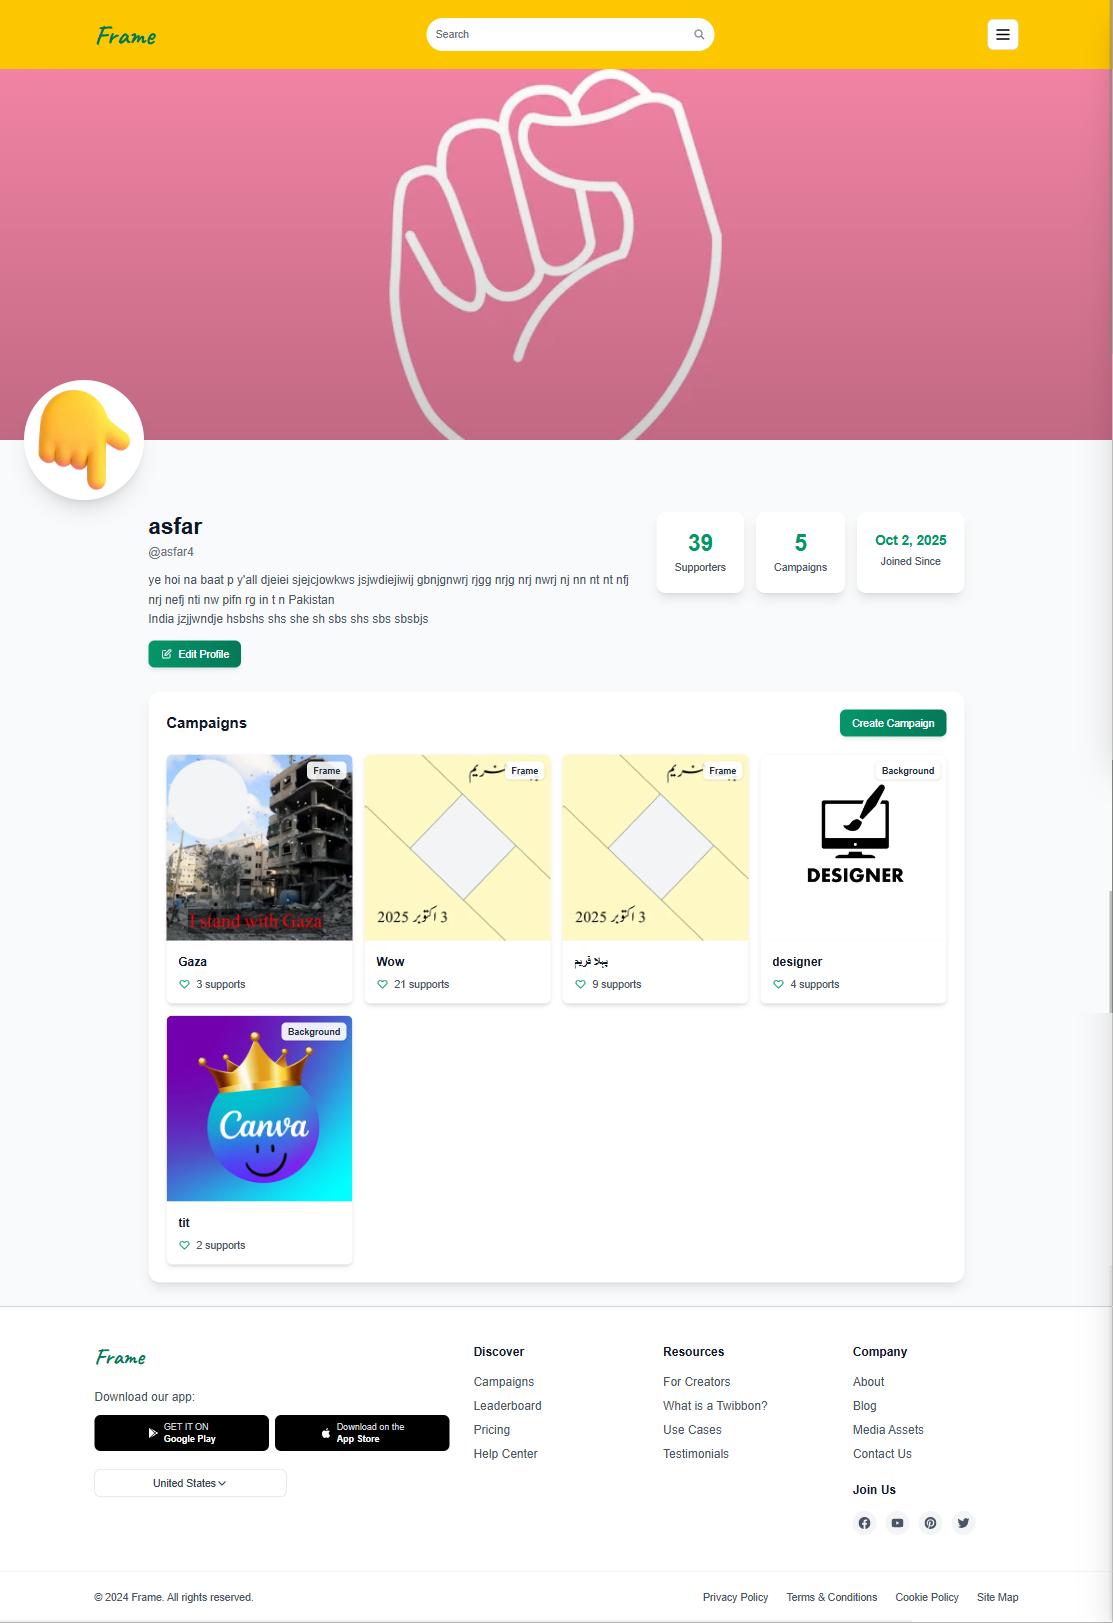 Frame
Search
asfar
@asfar4
ye hoi na baat p y'all djeiei sjejcjowkws jsjwdiejiwij gbnjgnwrj rjgg nrjg nrj nwrj nj nn nt nt nfj
nrj nefj nti nw pifn rg in t n Pakistan
India jzjjwndje hsbshs shs she sh sbs shs sbs sbsbjs
Edit Profile
39
Supporters
5
Campaigns
Oct 2, 2025
Joined Since
Campaigns
Create Campaign
Frame
I stand with Gaza
Gaza
3 supports
Frame
3 اکتوبر 2025
Wow
21 supports
Frame
3 اکتوبر 2025
پہلا فریم
9 supports
Background
DESIGNER
designer
4 supports
Background
Canva
tit
2 supports
Frame
Download our app:
GET IT ON
Google Play
Download on the
App Store
United States
Discover
Campaigns
Leaderboard
Pricing
Help Center
Resources
For Creators
What is a Twibbon?
Use Cases
Testimonials
Company
About
Blog
Media Assets
Contact Us
Join Us
© 2024 Frame. All rights reserved.
Privacy Policy
Terms & Conditions
Cookie Policy
Site Map